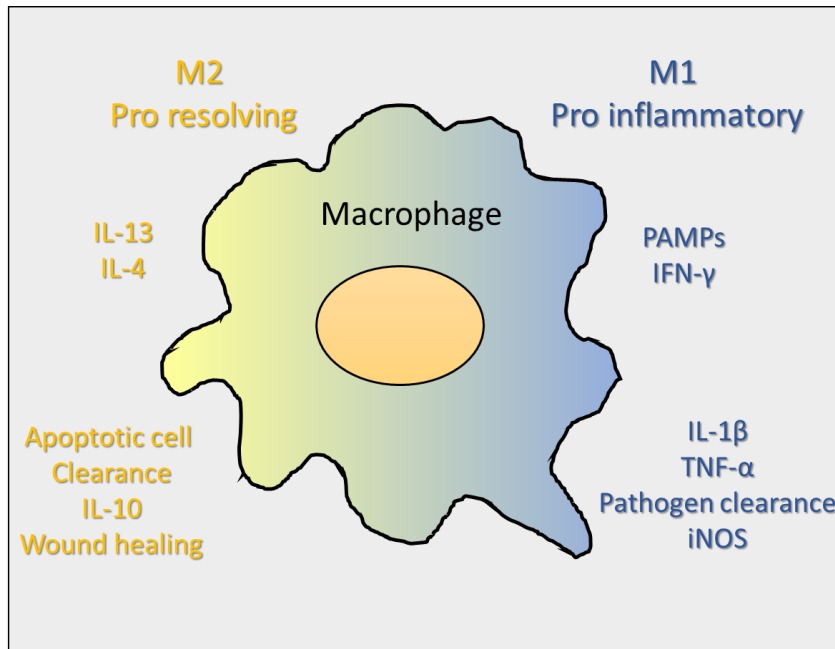 M2
Pro resolving
M1
Pro inflammatory
Macrophage
IL-13
IL-4
PAMPs
IFN-γ
Apoptotic cell
Clearance
IL-10
Wound healing
IL-1β
TNF-α
Pathogen clearance
iNOS